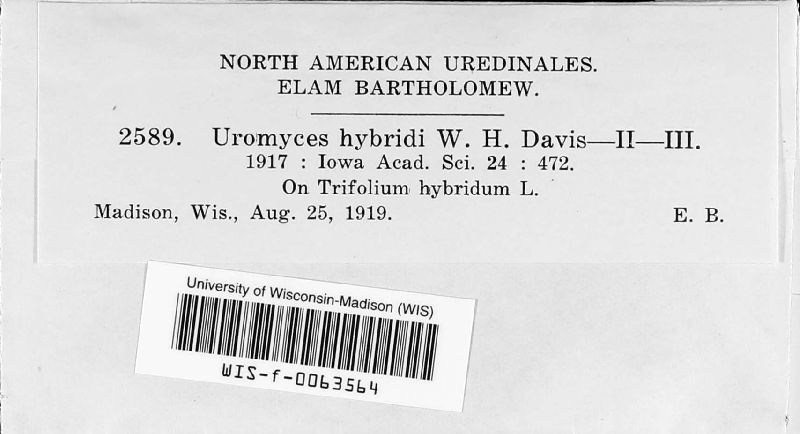 NORTH AMERICAN UREDINALES.
ELAM BARTHOLOMEW.
2589. Uromyces hybridi W. H. Davis—II—III.
1917 : Iowa Acad. Sci. 24 : 472.
On Trifolium hybridum L.
Madison, Wis., Aug. 25, 1919. E. B.
University of Wisconsin-Madison (WIS)
WIS-f-0063564